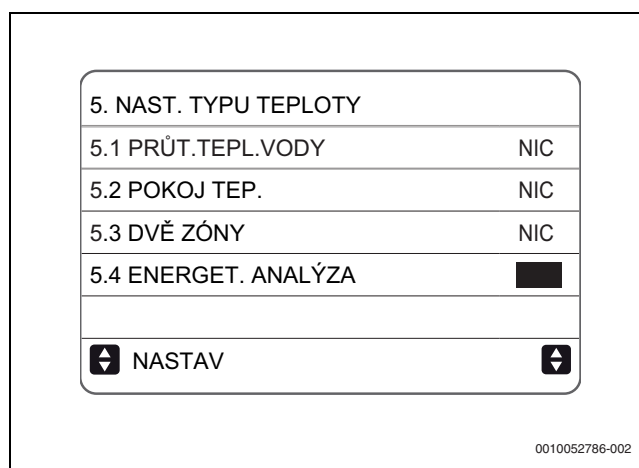 5. NAST. TYPU TEPLOTY
5.1 PRŮT.TEPL.VODY NIC
5.2 POKOJ TEP. NIC
5.3 DVĚ ZÓNY NIC
5.4 ENERGET. ANALÝZA
NASTAV
0010052786-002